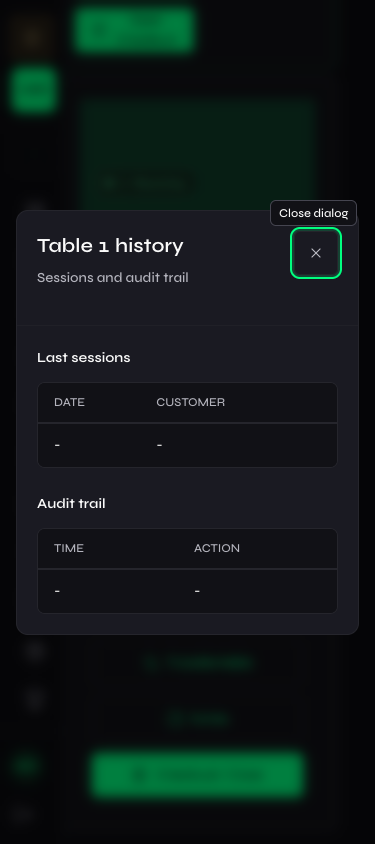 Close dialog
Table 1 history
Sessions and audit trail
Last sessions
DATE CUSTOMER
- -
Audit trail
TIME ACTION
- -